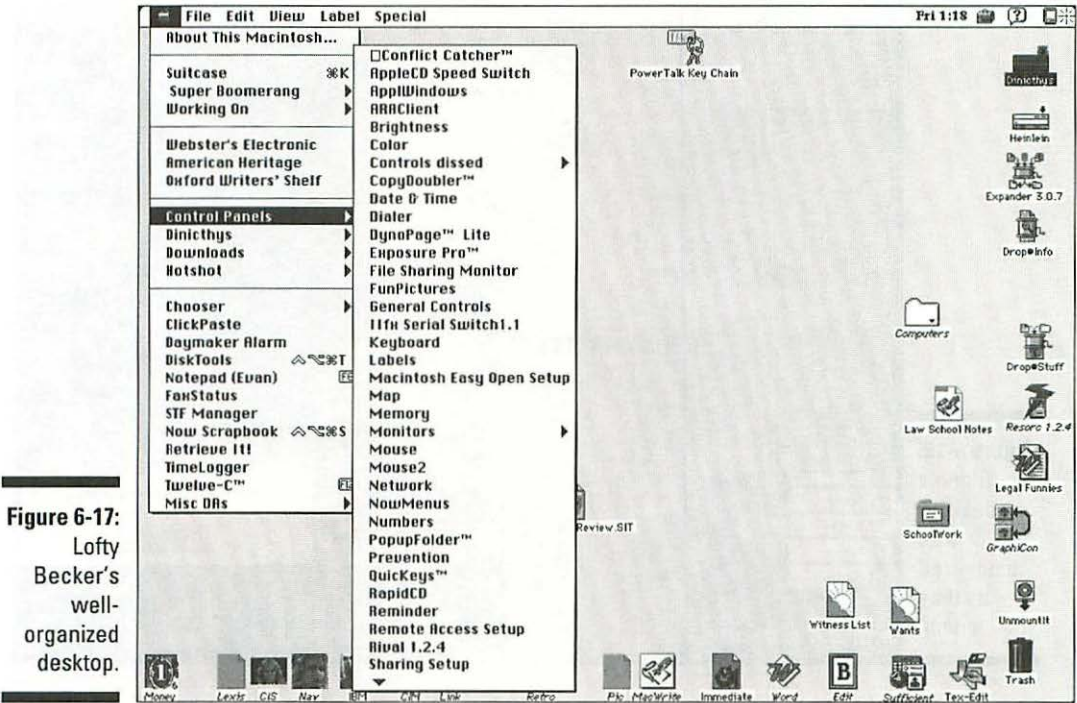 File Edit View Label Special
Fri 1:18
About This Macintosh...
Suitcase ⌘K
Super Boomerang
Working On
Webster's Electronic
American Heritage
Oxford Writers' Shelf
Control Panels
Dinicthys
Downloads
Hotshot
Chooser
ClickPaste
Daymaker Alarm
DiskTools ⌃⌥⌘T
Notepad (Evan)
FaxStatus
STF Manager
Now Scrapbook ⌃⌥⌘S
Retrieve It!
TimeLogger
Twelve-C™
Misc DAs
Conflict Catcher™
AppleCD Speed Switch
ApplWindows
ARAClient
Brightness
Color
Controls dissed
CopyDoubler™
Date & Time
Dialer
DynoPage™ Lite
Exposure Pro™
File Sharing Monitor
FunPictures
General Controls
IIfx Serial Switch1.1
Keyboard
Labels
Macintosh Easy Open Setup
Map
Memory
Monitors
Mouse
Mouse2
Network
NowMenus
Numbers
PopupFolder™
Prevention
QuicKeys™
RapidCD
Reminder
Remote Access Setup
Rival 1.2.4
Sharing Setup
PowerTalk Key Chain
Dinicthys
Heinlein
Expander 3.0.7
Drop•Info
Computers
Drop•Stuff
Law School Notes
Resorc 1.2.4
Legal Funnies
Review.SIT
SchoolWork
GraphiCon
Witness List
Wants
UnmountIt
Trash
Money
Lexis
CIS
Nav
IBM
CIM
Link
Retro
Pic
MacWrite
Immediate
Word
B
Edit
Sufficient
Tex-Edit
Figure 6-17:
Lofty
Becker's
well-
organized
desktop.